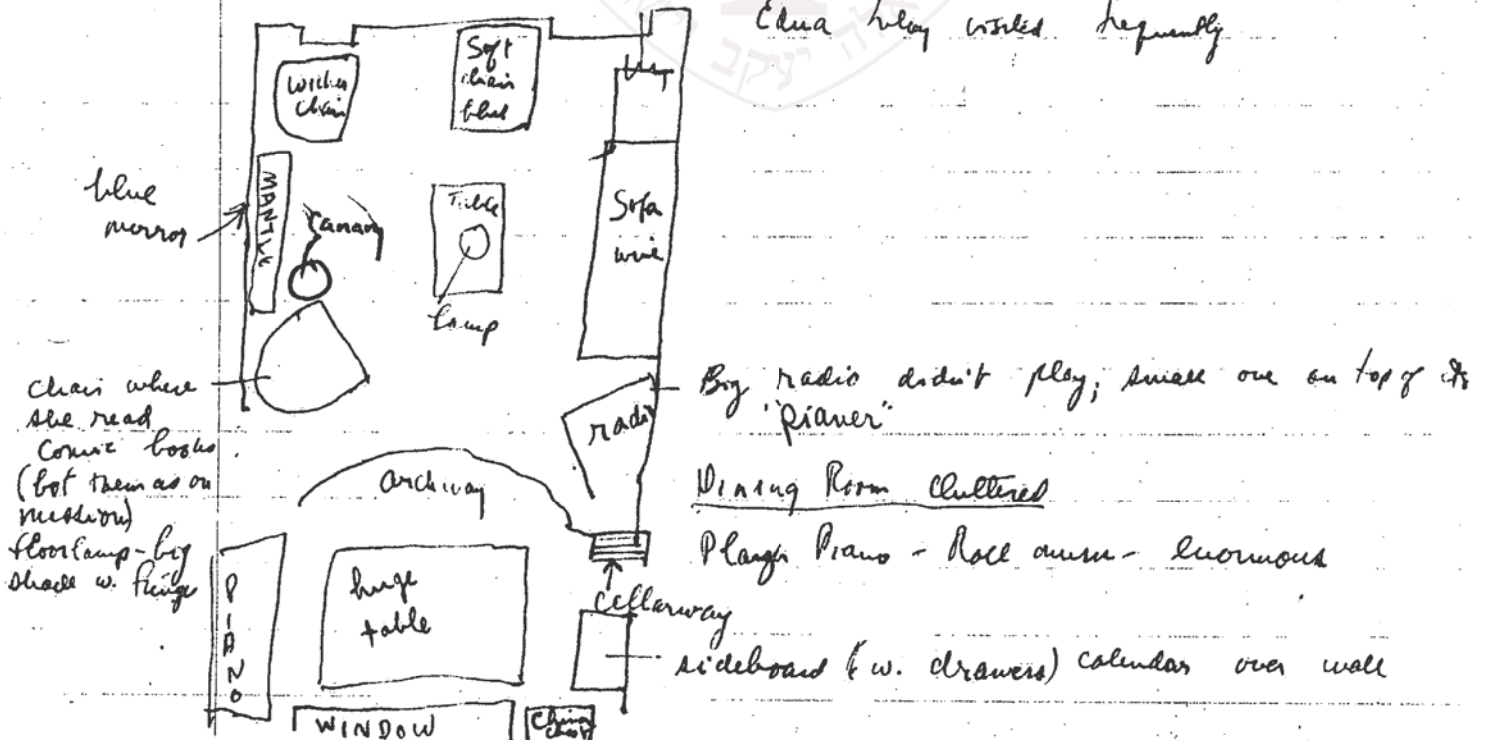 Edna visited frequently
יעקב
wicker
chair
Soft
chair
blue
blue
mirror
MANTLE
Canary
Table
lamp
Sofa
wine
chair where
she read
comic books
(bot them as on
mission)
floorlamp - big
shade w. fringe
radio
Big radio didn't play; small one on top of it
archway
Dining Room Cluttered
Player Piano - Roll music - enormous
PIANO
huge
table
cellarway
sideboard (w. drawers) calendar over wall
WINDOW
China